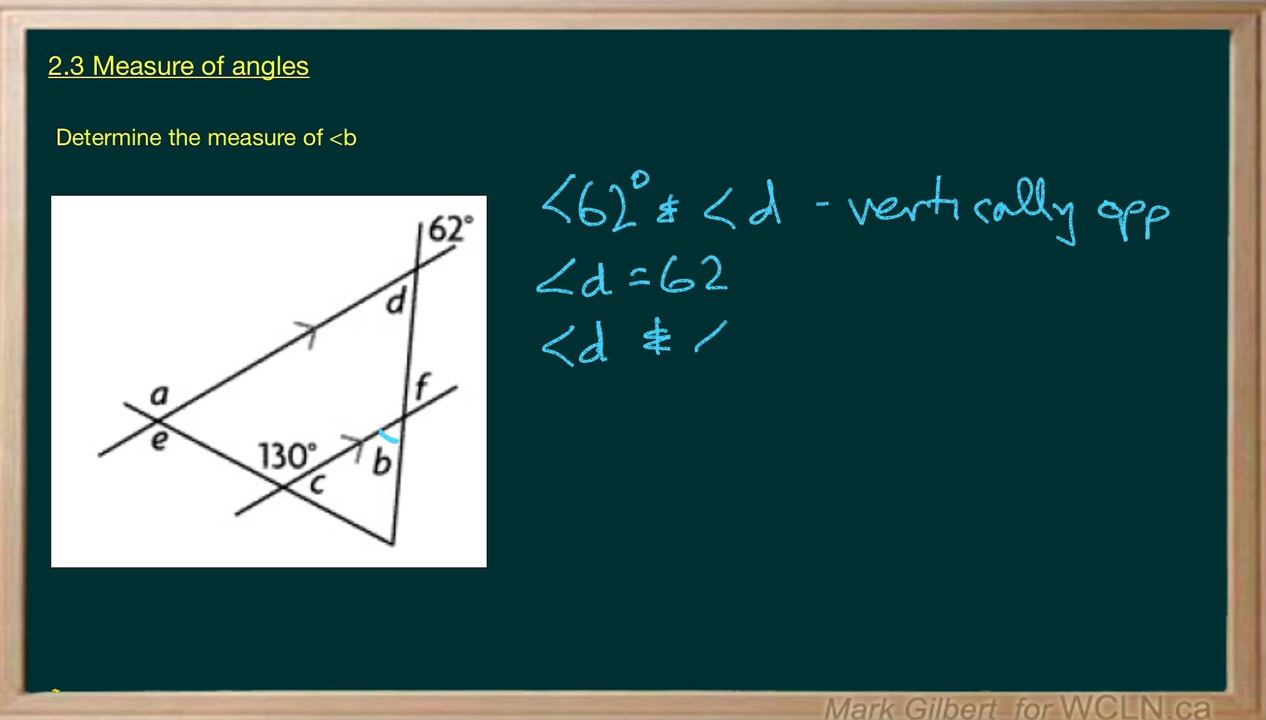 2.3 Measure of angles
Determine the measure of <b
<62° & <d - vertically opp
<d = 62
<d &
62°
d
f
a
e
130°
b
c
Mark Gilbert for WCLN.ca